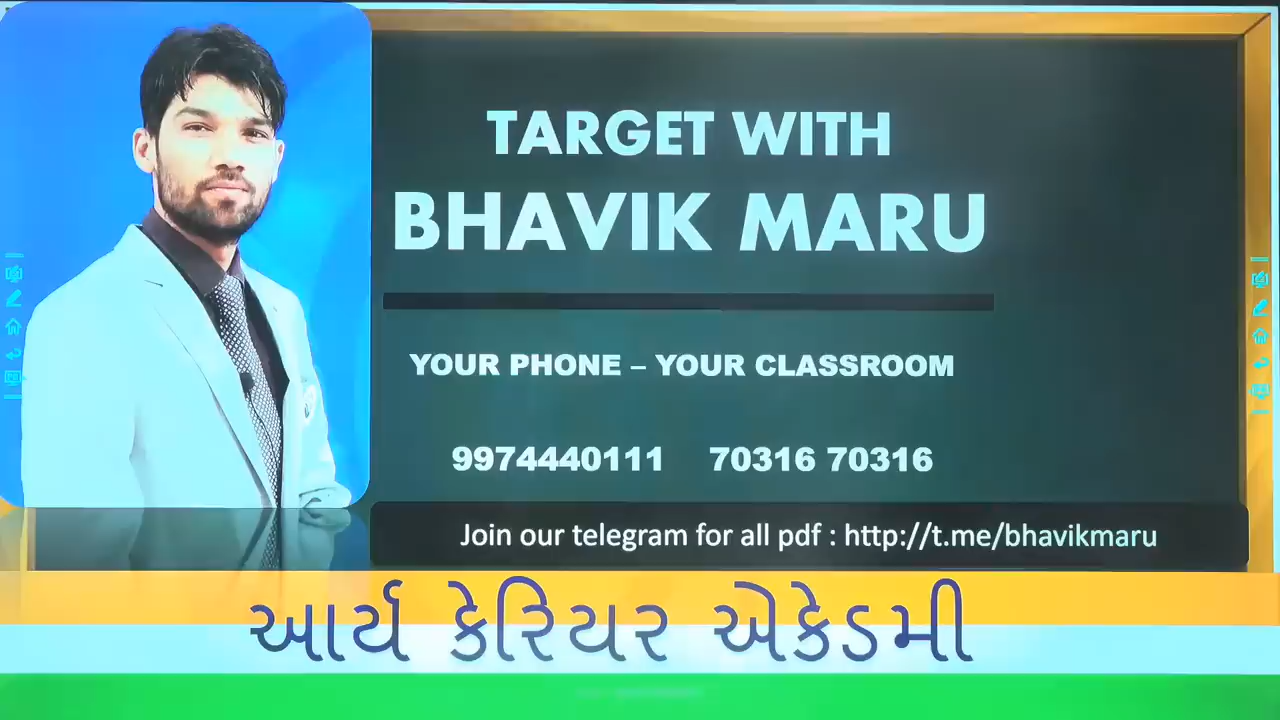 TARGET WITH
BHAVIK MARU
YOUR PHONE – YOUR CLASSROOM
9974440111 70316 70316
Join our telegram for all pdf : http://t.me/bhavikmaru
આર્ય કેરિયર એકેડમી